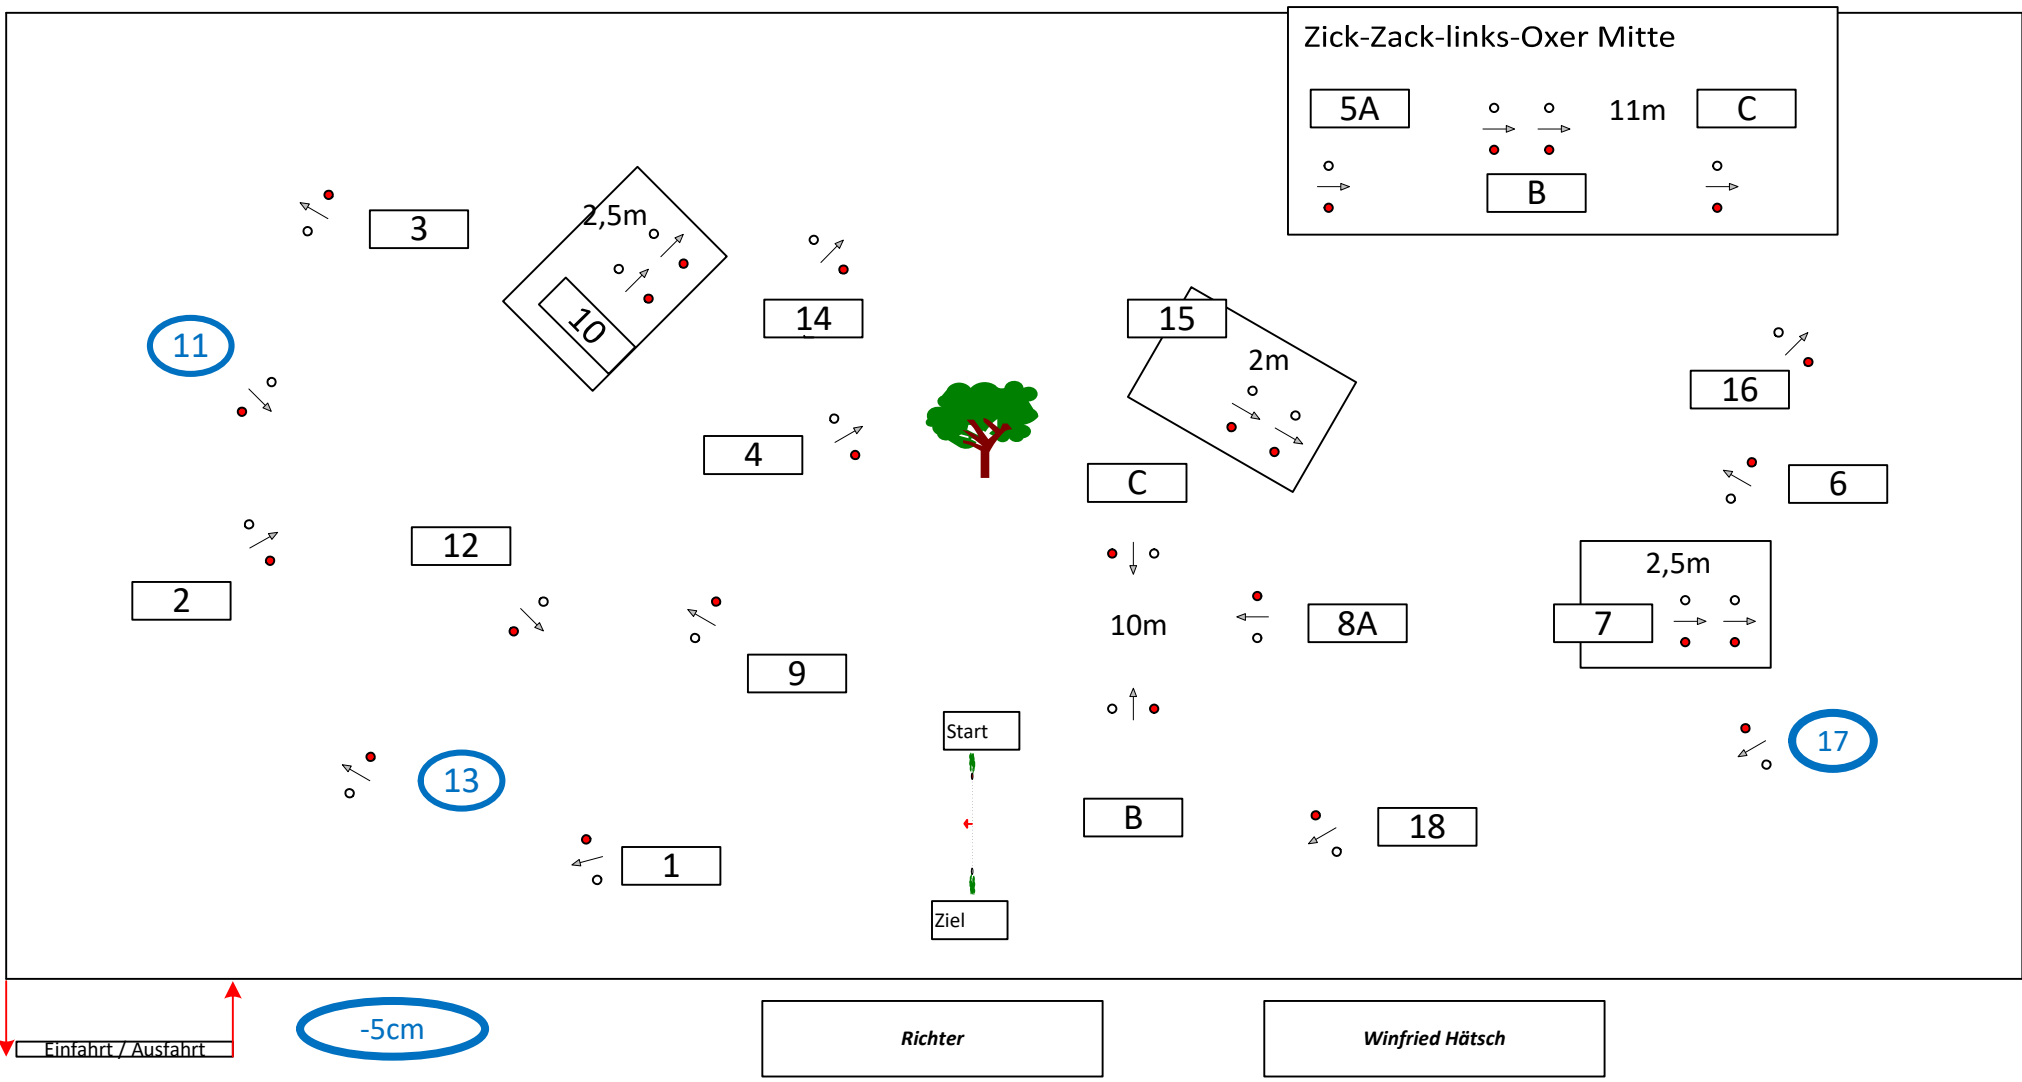 Zick-Zack-links-Oxer Mitte
5A
11m
C
B
3
2,5m
10
14
11
15
2m
16
4
C
6
12
2
2,5m
10m
8A
7
9
Start
17
13
B
18
1
Ziel
-5cm
Einfahrt / Ausfahrt
Richter
Winfried Hätsch